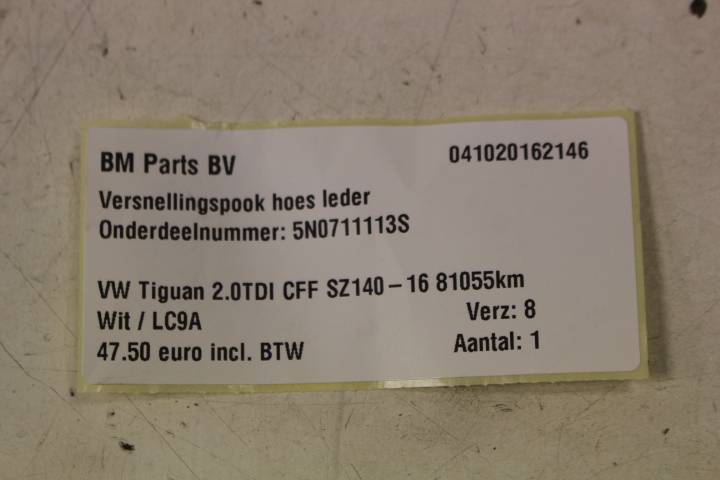 BM Parts BV 041020162146
Versnellingspook hoes leder
Onderdeelnummer: 5N0711113S
VW Tiguan 2.0TDI CFF SZ140-16 81055km
Wit / LC9A Verz: 8
47.50 euro incl. BTW Aantal: 1